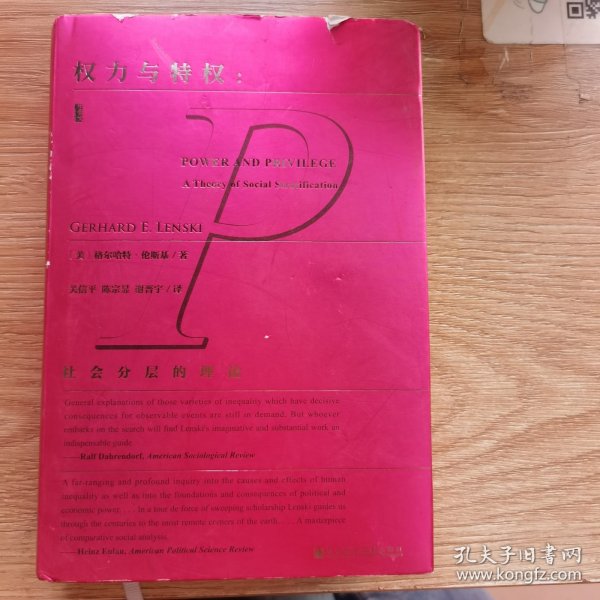 权力与特权：
P
POWER AND PRIVILEGE
A Theory of Social Stratification
GERHARD E. LENSKI
［美］格尔哈特·伦斯基／著
关信平 陈宗显 谢晋宇／译
社会分层的理论
General explanations of those varieties of inequality which have decisive
consequences for observable events are still in demand. But whoever
embarks on the search will find Lenski's imaginative and substantial work an
indispensable guide.
——Ralf Dahrendorf, American Sociological Review
A far-ranging and profound inquiry into the causes and effects of human
inequality as well as into the foundations and consequences of political and
economic power. . . . In a tour de force of sweeping scholarship Lenski guides us
through the centuries to the most remote corners of the earth. . . . A masterpiece
of comparative social analysis.
——Heinz Eulau, American Political Science Review
孔夫子旧书网
www.kongfz.com